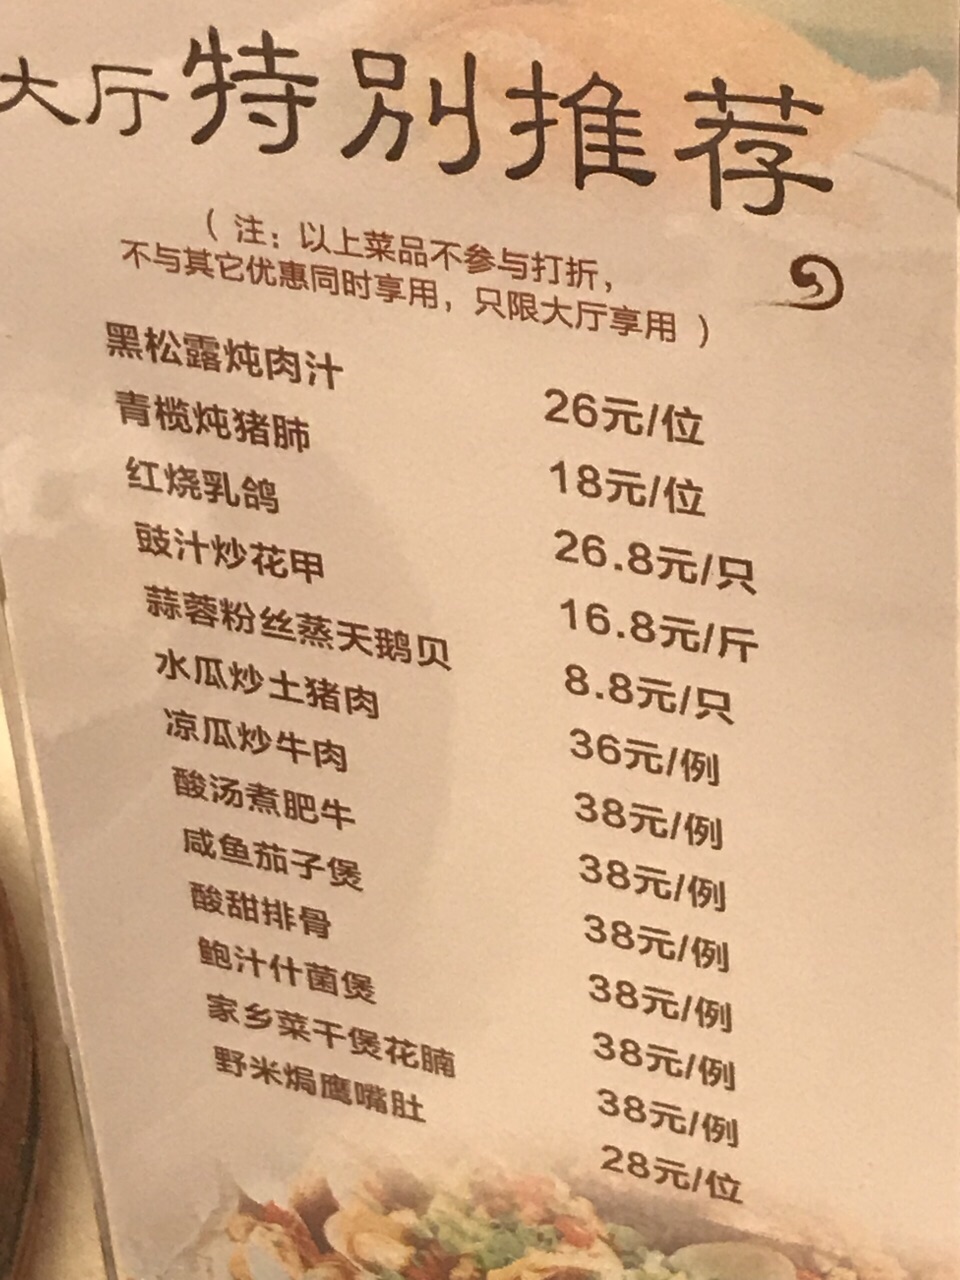 大厅特别推荐
（注：以上菜品不参与打折，
不与其它优惠同时享用，只限大厅享用）
黑松露炖肉汁 26元/位
青榄炖猪肺 18元/位
红烧乳鸽 26.8元/只
豉汁炒花甲 16.8元/斤
蒜蓉粉丝蒸天鹅贝 8.8元/只
水瓜炒土猪肉 36元/例
凉瓜炒牛肉 38元/例
酸汤煮肥牛 38元/例
咸鱼茄子煲 38元/例
酸甜排骨 38元/例
鲍汁什菌煲 38元/例
家乡菜干煲花腩 38元/例
野米焗鹰嘴肚 28元/位